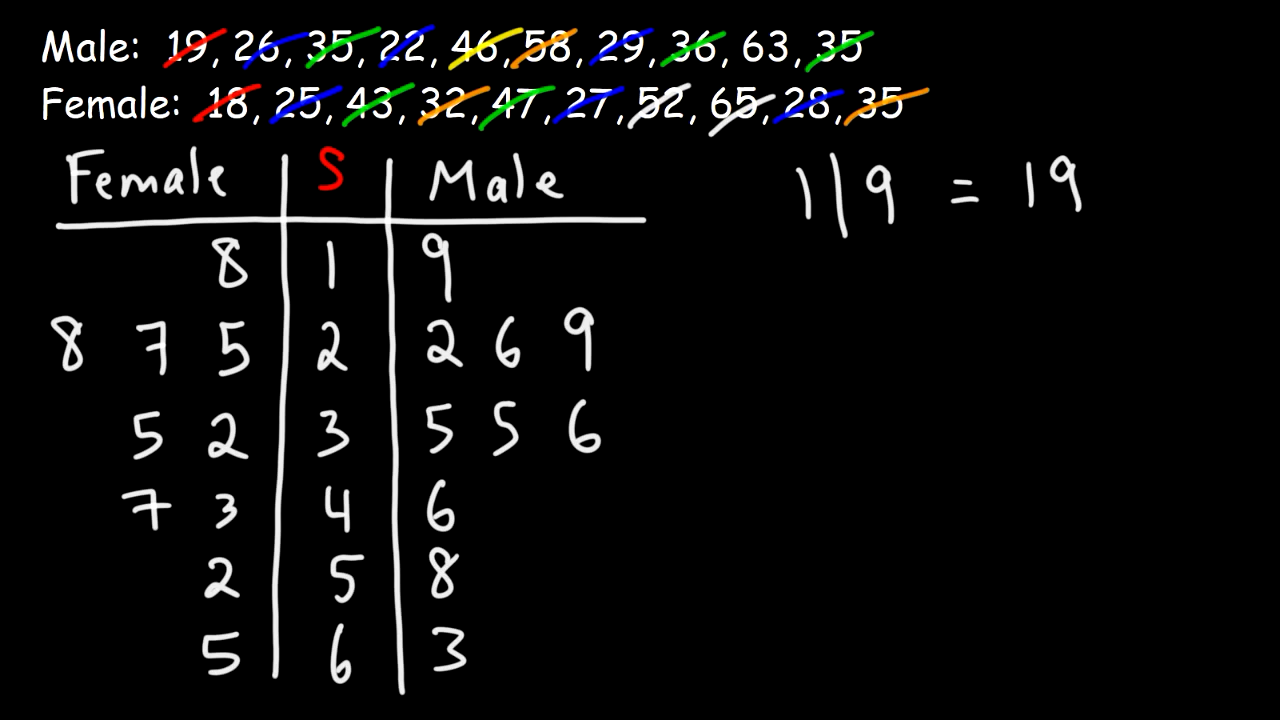 Male: 19, 26, 35, 22, 46, 58, 29, 36, 63, 35
Female: 18, 25, 43, 32, 47, 27, 52, 65, 28, 35
Female | S | Male
8 | 1 | 9
8 7 5 | 2 | 2 6 9
5 2 | 3 | 5 5 6
7 3 | 4 | 6
2 | 5 | 8
5 | 6 | 3
1|9 = 19